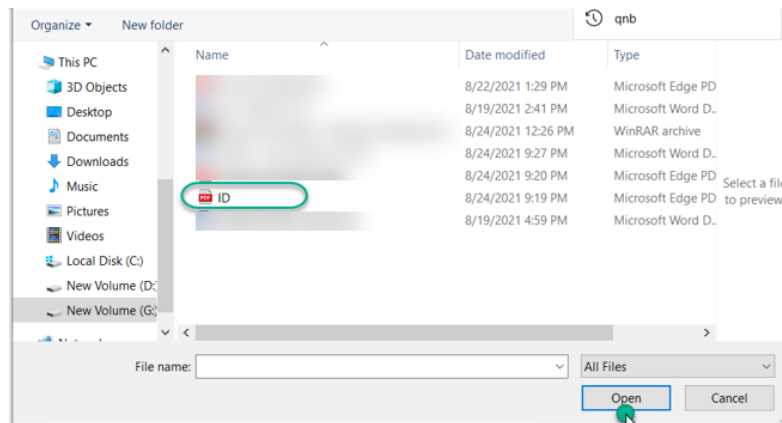 qnb
Organize New folder
Name Date modified Type
This PC
3D Objects
Desktop
Documents
Downloads
Music
Pictures
Videos
Local Disk (C:)
New Volume (D:)
New Volume (G:)
8/22/2021 1:29 PM Microsoft Edge PD
8/19/2021 2:41 PM Microsoft Word D..
8/24/2021 12:26 PM WinRAR archive
8/24/2021 9:27 PM Microsoft Word D..
8/24/2021 9:20 PM Microsoft Edge PD
PDF ID 8/24/2021 9:19 PM Microsoft Edge PD
8/19/2021 4:59 PM Microsoft Word D..
Select a fil
to preview
File name: All Files
Open Cancel